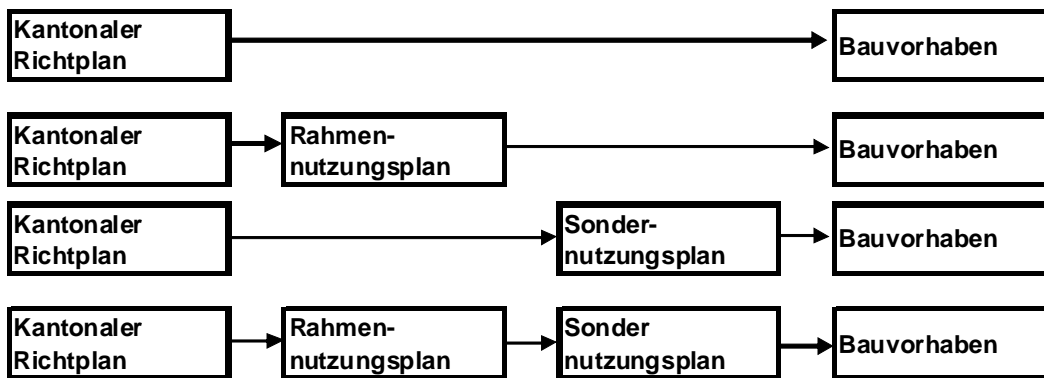 Kantonaler
Richtplan
Bauvorhaben
Kantonaler
Richtplan
Rahmen-
nutzungsplan
Bauvorhaben
Kantonaler
Richtplan
Sonder-
nutzungsplan
Bauvorhaben
Kantonaler
Richtplan
Rahmen-
nutzungsplan
Sonder
nutzungsplan
Bauvorhaben